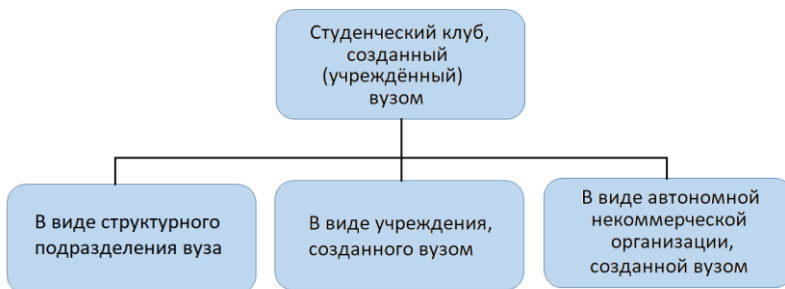 Студенческий клуб,
созданный
(учреждённый)
вузом
В виде структурного
подразделения вуза
В виде учреждения,
созданного вузом
В виде автономной
некоммерческой
организации,
созданной вузом